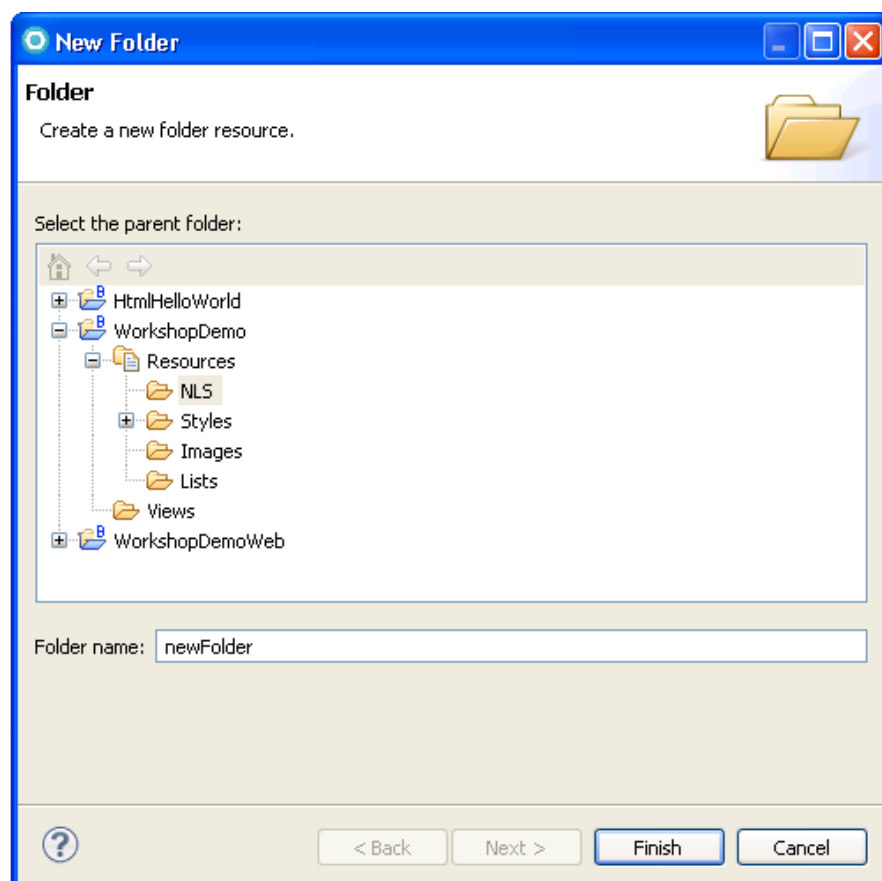 New Folder
Folder
Create a new folder resource.
Select the parent folder:
HtmlHelloWorld
WorkshopDemo
Resources
NLS
Styles
Images
Lists
Views
WorkshopDemoWeb
Folder name: newFolder
< Back Next > Finish Cancel